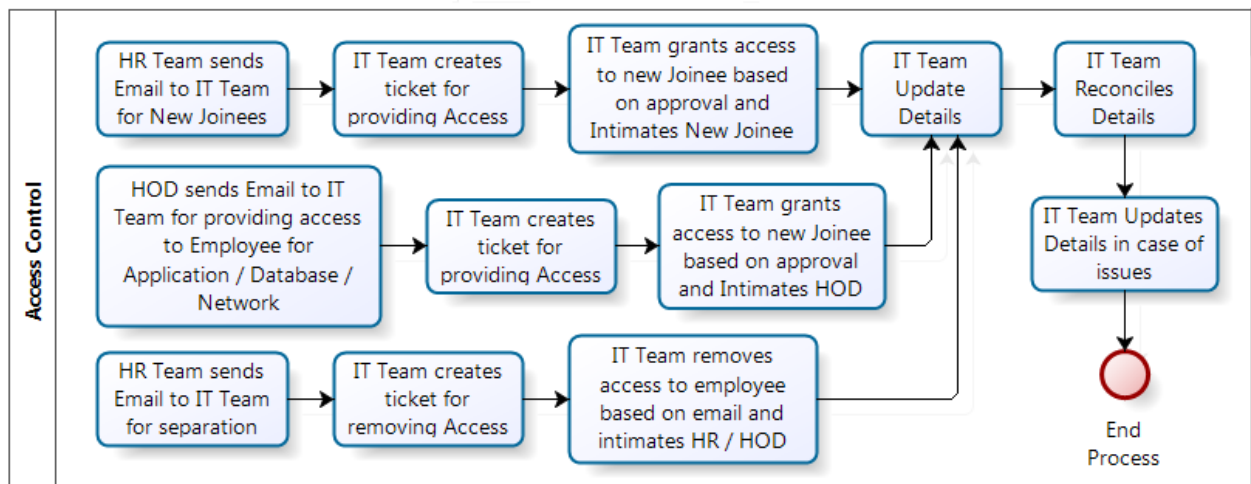 Access Control
HR Team sends
Email to IT Team
for New Joinees
IT Team creates
ticket for
providing Access
IT Team grants access
to new Joinee based
on approval and
Intimates New Joinee
IT Team
Update
Details
IT Team
Reconciles
Details
HOD sends Email to IT
Team for providing access
to Employee for
Application / Database /
Network
IT Team creates
ticket for
providing Access
IT Team grants
access to new Joinee
based on approval
and Intimates HOD
IT Team Updates
Details in case of
issues
HR Team sends
Email to IT Team
for separation
IT Team creates
ticket for
removing Access
IT Team removes
access to employee
based on email and
intimates HR / HOD
End
Process